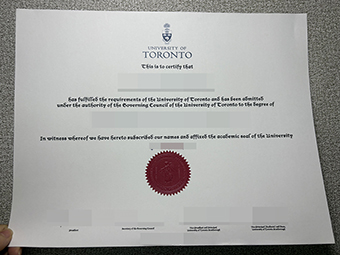 UNIVERSITY OF
TORONTO
This is to certify that
has fulfilled the requirements of the University of Toronto and has been admitted
under the authority of the Governing Council of the University of Toronto to the degree of
In witness whereof we have hereto subscribed our names and affixed the academic seal of the University